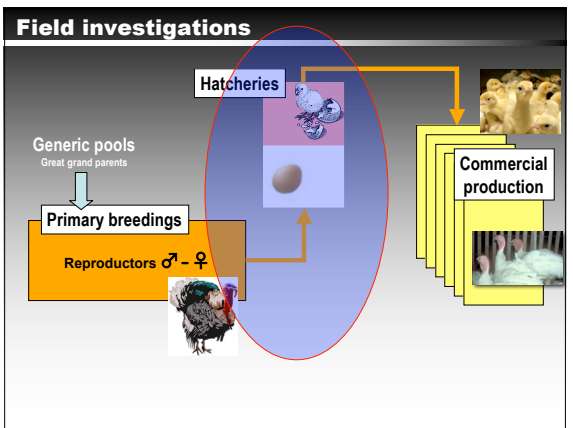 Field investigations
Hatcheries
Generic pools
Great grand parents
Commercial
production
Primary breedings
Reproductors ♂ - ♀